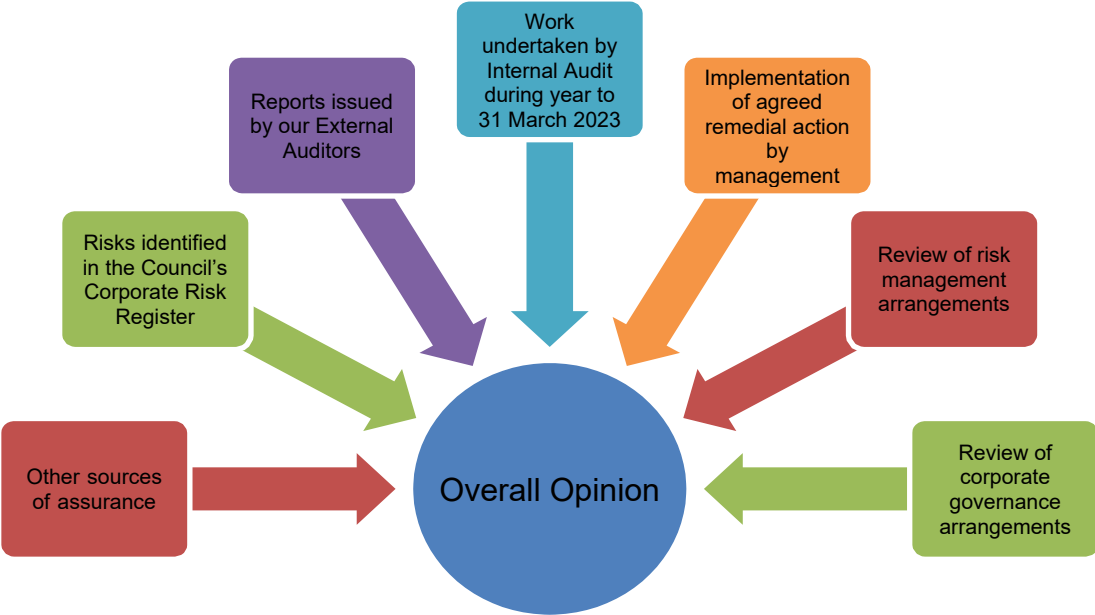 Work
undertaken by
Internal Audit
during year to
31 March 2023
Reports issued
by our External
Auditors
Implementation
of agreed
remedial action
by
management
Risks identified
in the Council’s
Corporate Risk
Register
Review of risk
management
arrangements
Other sources
of assurance
Overall Opinion
Review of
corporate
governance
arrangements